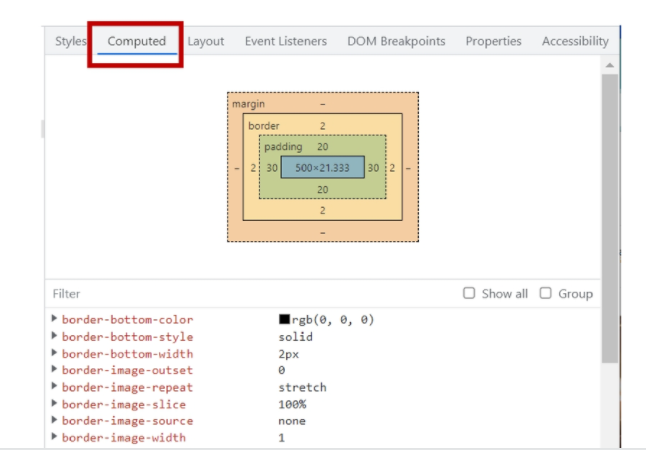 Styles Computed Layout Event Listeners DOM Breakpoints Properties Accessibility
margin –
border 2
padding 20
– 2 30 500×21.333 30 2 –
20
2
–
Filter Show all Group
border-bottom-color rgb(0, 0, 0)
border-bottom-style solid
border-bottom-width 2px
border-image-outset 0
border-image-repeat stretch
border-image-slice 100%
border-image-source none
border-image-width 1